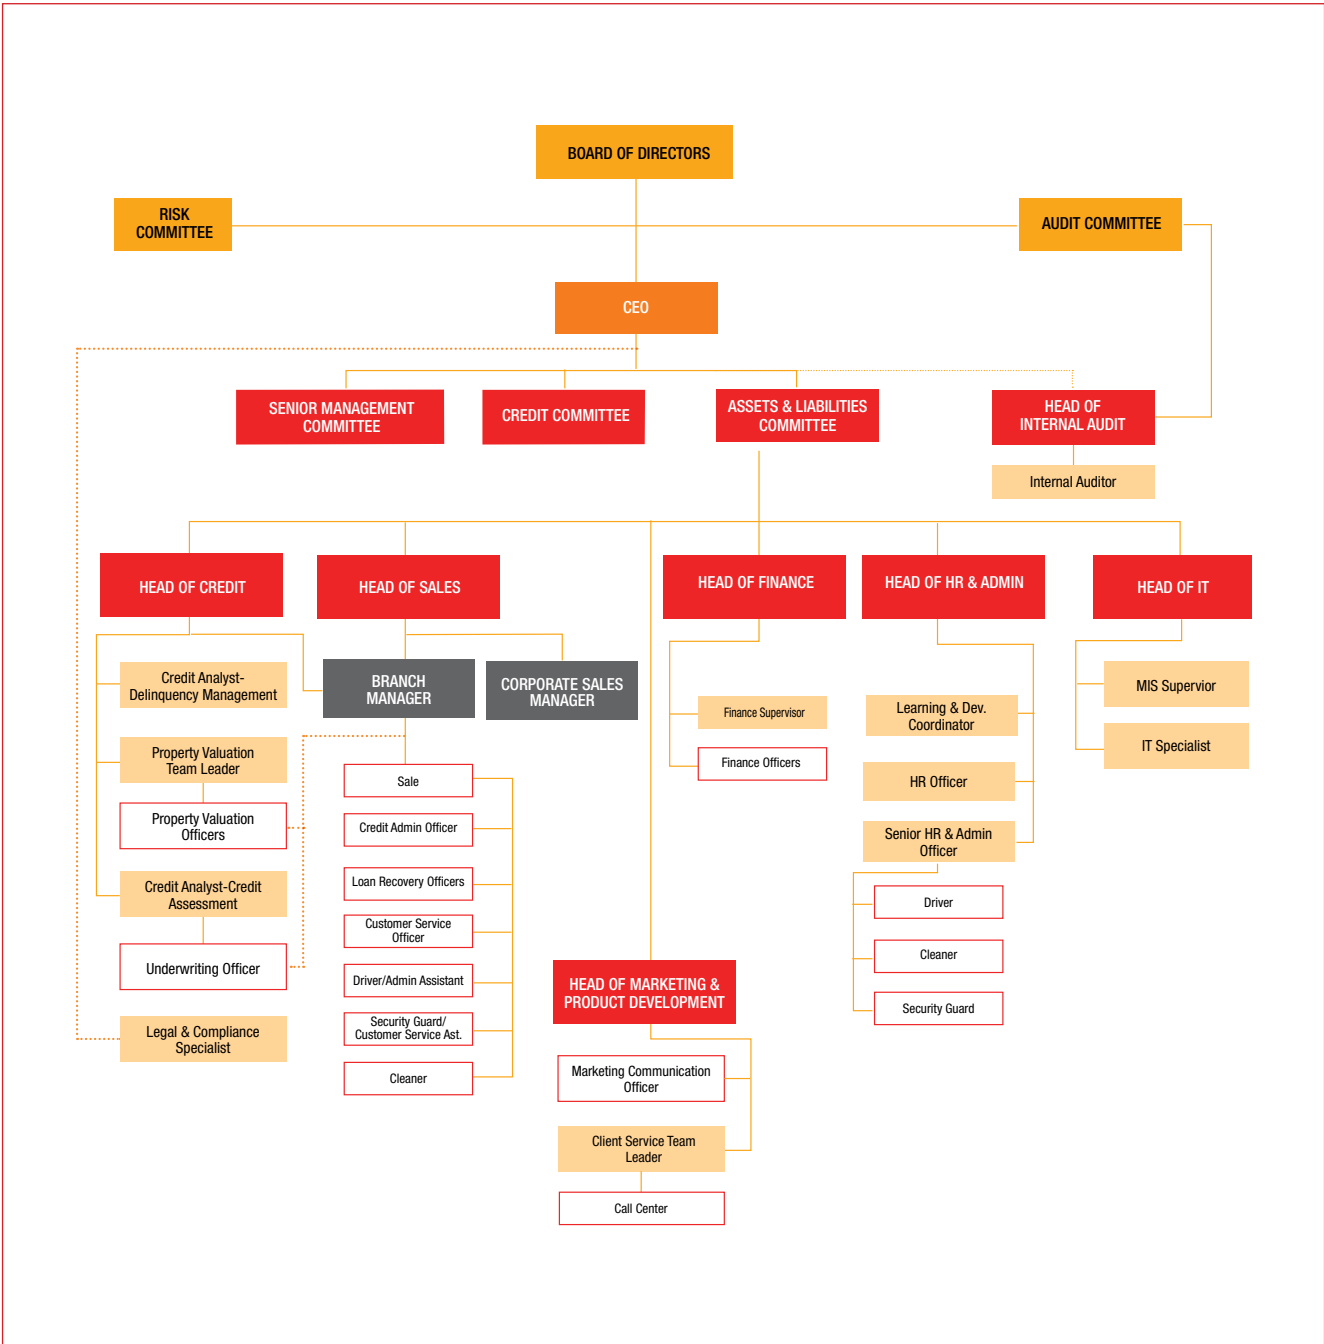 BOARD OF DIRECTORS
RISK
COMMITTEE
AUDIT COMMITTEE
CEO
SENIOR MANAGEMENT
COMMITTEE
CREDIT COMMITTEE
ASSETS & LIABILITIES
COMMITTEE
HEAD OF
INTERNAL AUDIT
Internal Auditor
HEAD OF CREDIT
HEAD OF SALES
HEAD OF FINANCE
HEAD OF HR & ADMIN
HEAD OF IT
Credit Analyst-
Delinquency Management
Property Valuation
Team Leader
Property Valuation
Officers
Credit Analyst-Credit
Assessment
Underwriting Officer
Legal & Compliance
Specialist
BRANCH
MANAGER
CORPORATE SALES
MANAGER
Sale
Credit Admin Officer
Loan Recovery Officers
Customer Service
Officer
Driver/Admin Assistant
Security Guard/
Customer Service Ast.
Cleaner
HEAD OF MARKETING &
PRODUCT DEVELOPMENT
Marketing Communication
Officer
Client Service Team
Leader
Call Center
Finance Supervisor
Finance Officers
Learning & Dev.
Coordinator
HR Officer
Senior HR & Admin
Officer
Driver
Cleaner
Security Guard
MIS Supervior
IT Specialist